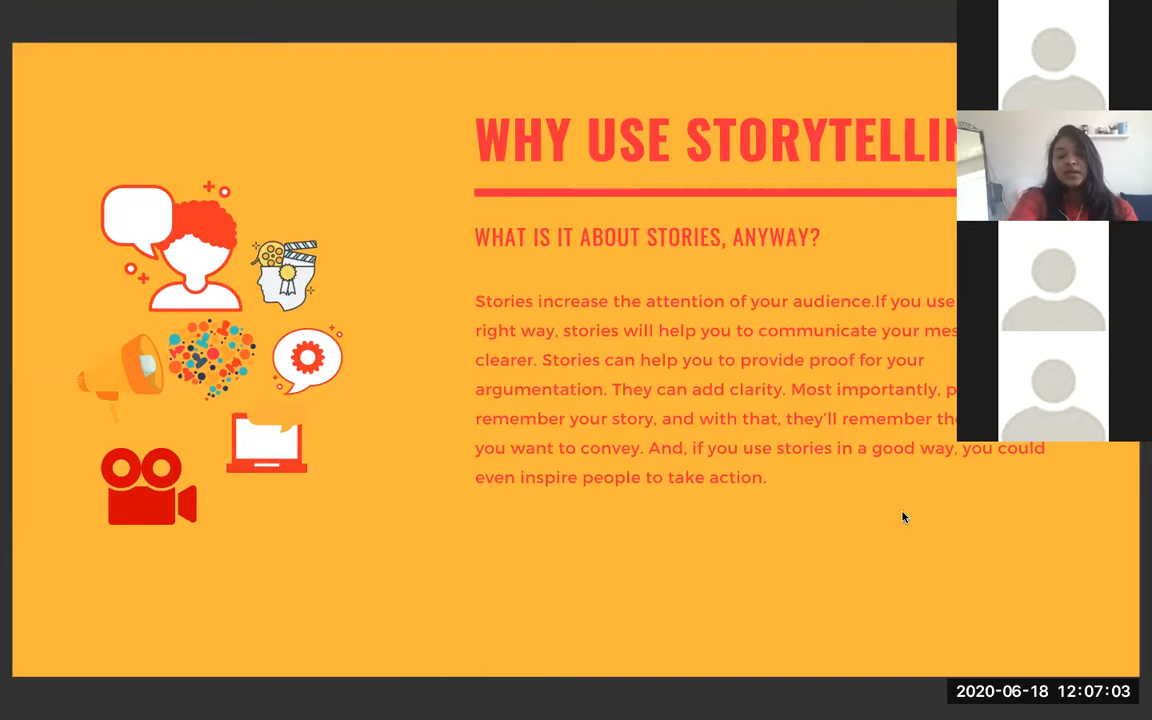 WHY USE STORYTELLIN
WHAT IS IT ABOUT STORIES, ANYWAY?
Stories increase the attention of your audience.If you use
right way, stories will help you to communicate your mes
clearer. Stories can help you to provide proof for your
argumentation. They can add clarity. Most importantly, p
remember your story, and with that, they'll remember th
you want to convey. And, if you use stories in a good way, you could
even inspire people to take action.
2020-06-18 12:07:03